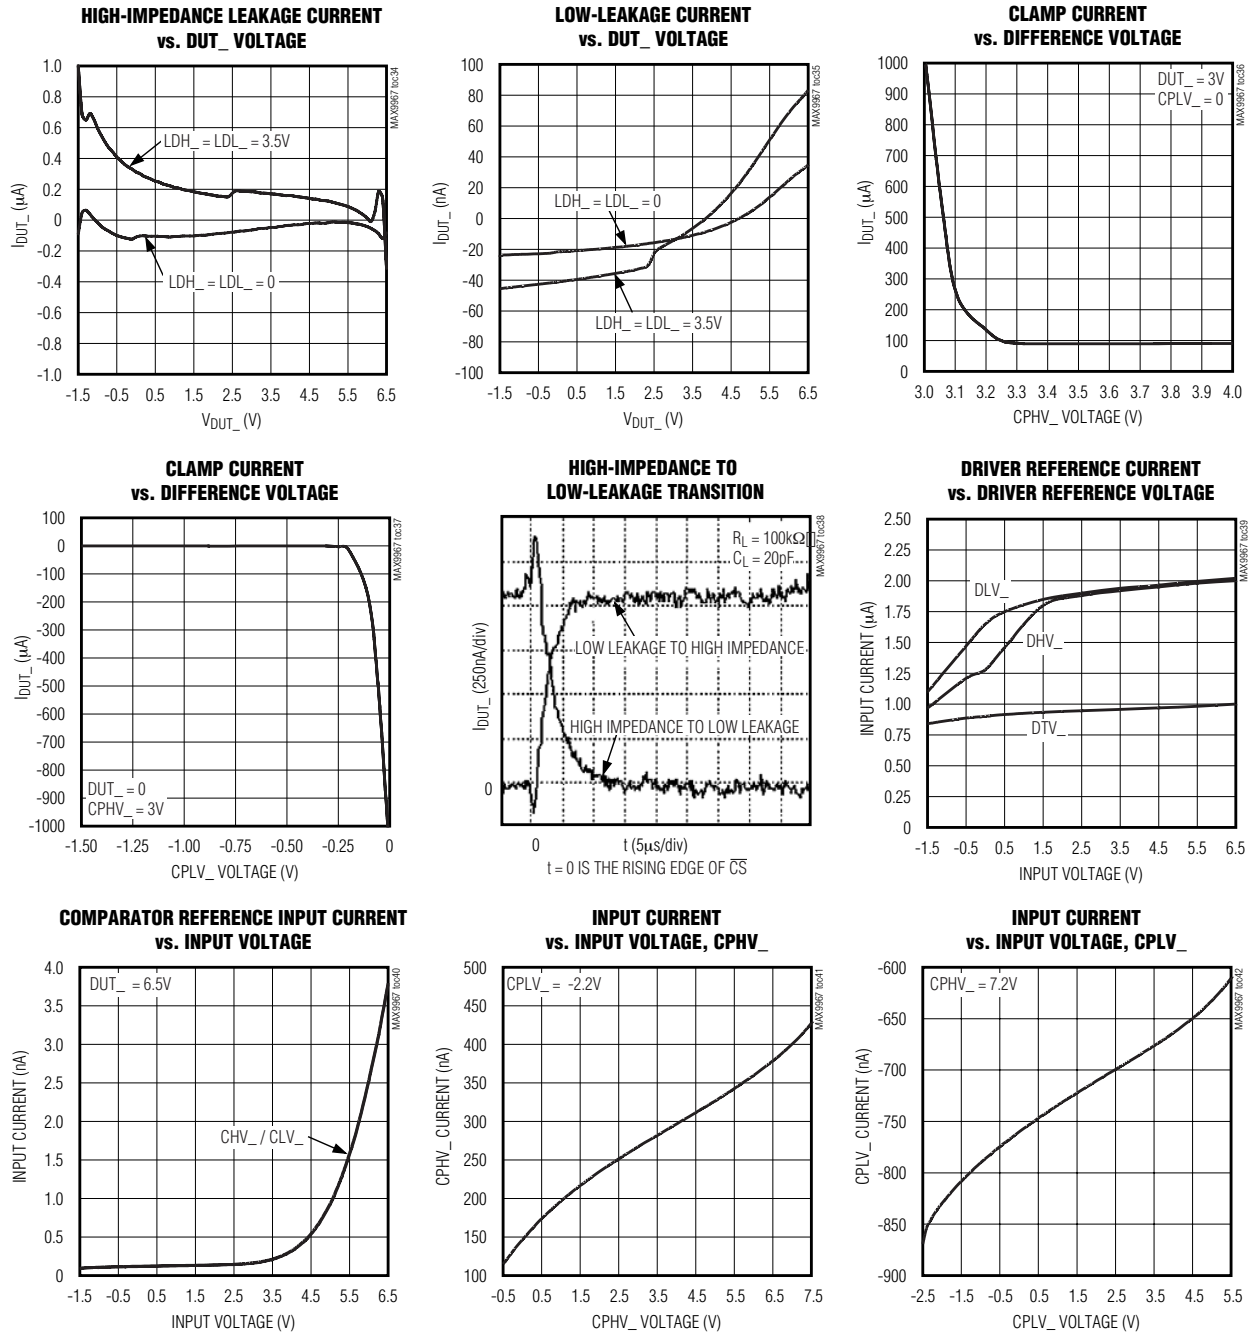 HIGH-IMPEDANCE LEAKAGE CURRENT
vs. DUT_ VOLTAGE
1.0
0.8
0.6
0.4
0.2
0
-0.2
-0.4
-0.6
-0.8
-1.0
IDUT_ (µA)
LDH_ = LDL_ = 3.5V
LDH_ = LDL_ = 0
-1.5 -0.5 0.5 1.5 2.5 3.5 4.5 5.5 6.5
VDUT_ (V)
MAX9967 toc34
LOW-LEAKAGE CURRENT
vs. DUT_ VOLTAGE
100
80
60
40
20
0
-20
-40
-60
-80
-100
IDUT_ (nA)
LDH_ = LDL_ = 0
LDH_ = LDL_ = 3.5V
-1.5 -0.5 0.5 1.5 2.5 3.5 4.5 5.5 6.5
VDUT_ (V)
MAX9967 toc35
CLAMP CURRENT
vs. DIFFERENCE VOLTAGE
1000
900
800
700
600
500
400
300
200
100
0
IDUT_ (µA)
DUT_ = 3V
CPLV_ = 0
3.0 3.1 3.2 3.3 3.4 3.5 3.6 3.7 3.8 3.9 4.0
CPHV_ VOLTAGE (V)
MAX9967 toc36
CLAMP CURRENT
vs. DIFFERENCE VOLTAGE
100
0
-100
-200
-300
-400
-500
-600
-700
-800
-900
-1000
IDUT_ (µA)
DUT_ = 0
CPHV_ = 3V
-1.50 -1.25 -1.00 -0.75 -0.50 -0.25 0
CPLV_ VOLTAGE (V)
MAX9967 toc37
HIGH-IMPEDANCE TO
LOW-LEAKAGE TRANSITION
RL = 100kΩ
CL = 20pF
IDUT_ (250nA/div)
LOW LEAKAGE TO HIGH IMPEDANCE
HIGH IMPEDANCE TO LOW LEAKAGE
0
0
t (5µs/div)
t = 0 IS THE RISING EDGE OF C̅S̅
MAX9967 toc38
DRIVER REFERENCE CURRENT
vs. DRIVER REFERENCE VOLTAGE
2.50
2.25
2.00
1.75
1.50
1.25
1.00
0.75
0.50
0.25
0
INPUT CURRENT (µA)
DLV_
DHV_
DTV_
-1.5 -0.5 0.5 1.5 2.5 3.5 4.5 5.5 6.5
INPUT VOLTAGE (V)
MAX9967 toc39
COMPARATOR REFERENCE INPUT CURRENT
vs. INPUT VOLTAGE
4.0
3.5
3.0
2.5
2.0
1.5
1.0
0.5
0
INPUT CURRENT (nA)
DUT_ = 6.5V
CHV_ / CLV_
-1.5 -0.5 0.5 1.5 2.5 3.5 4.5 5.5 6.5
INPUT VOLTAGE (V)
MAX9967 toc40
INPUT CURRENT
vs. INPUT VOLTAGE, CPHV_
500
450
400
350
300
250
200
150
100
CPHV_ CURRENT (nA)
CPLV_ = -2.2V
-0.5 0.5 1.5 2.5 3.5 4.5 5.5 6.5 7.5
CPHV_ VOLTAGE (V)
MAX9967 toc41
INPUT CURRENT
vs. INPUT VOLTAGE, CPLV_
-600
-650
-700
-750
-800
-850
-900
CPLV_ CURRENT (nA)
CPHV_ = 7.2V
-2.5 -1.5 -0.5 0.5 1.5 2.5 3.5 4.5 5.5
CPLV_ VOLTAGE (V)
MAX9967 toc42